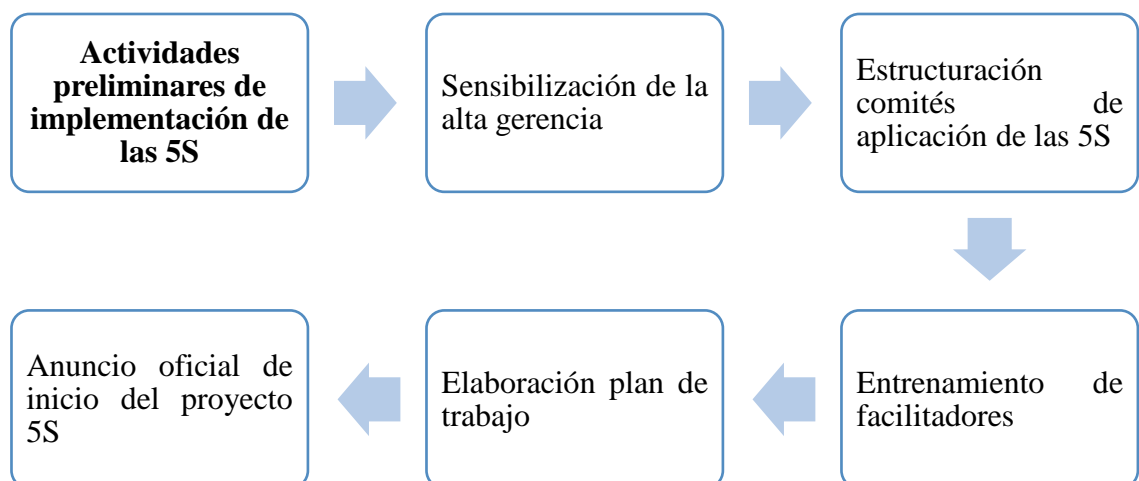 Actividades
preliminares de
implementación de
las 5S
Sensibilización de la
alta gerencia
Estructuración
comités de
aplicación de las 5S
Entrenamiento de
facilitadores
Elaboración plan de
trabajo
Anuncio oficial de
inicio del proyecto
5S